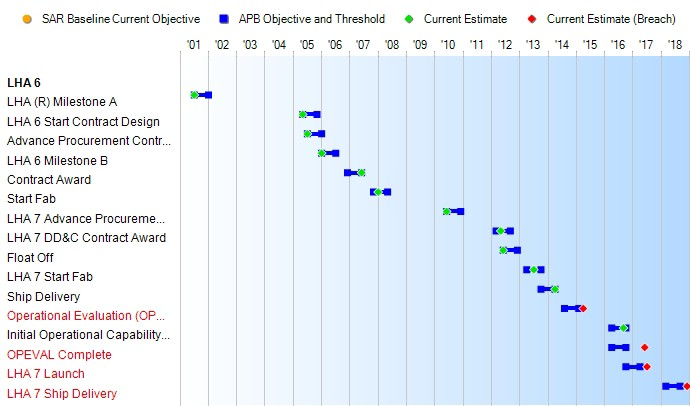 SAR Baseline Current Objective APB Objective and Threshold Current Estimate Current Estimate (Breach)
'01 '02 '05 '06 '07 '08 '09 '10 '12 '13 '14 '15 '16 '17 '18
LHA 6
LHA (R) Milestone A
LHA 6 Start Contract Design
Advance Procurement Contr...
LHA 6 Milestone B
Contract Award
Start Fab
LHA 7 Advance Procureme...
LHA 7 DD&C Contract Award
Float Off
LHA 7 Start Fab
Ship Delivery
Operational Evaluation (OP...
Initial Operational Capability...
OPEVAL Complete
LHA 7 Launch
LHA 7 Ship Delivery